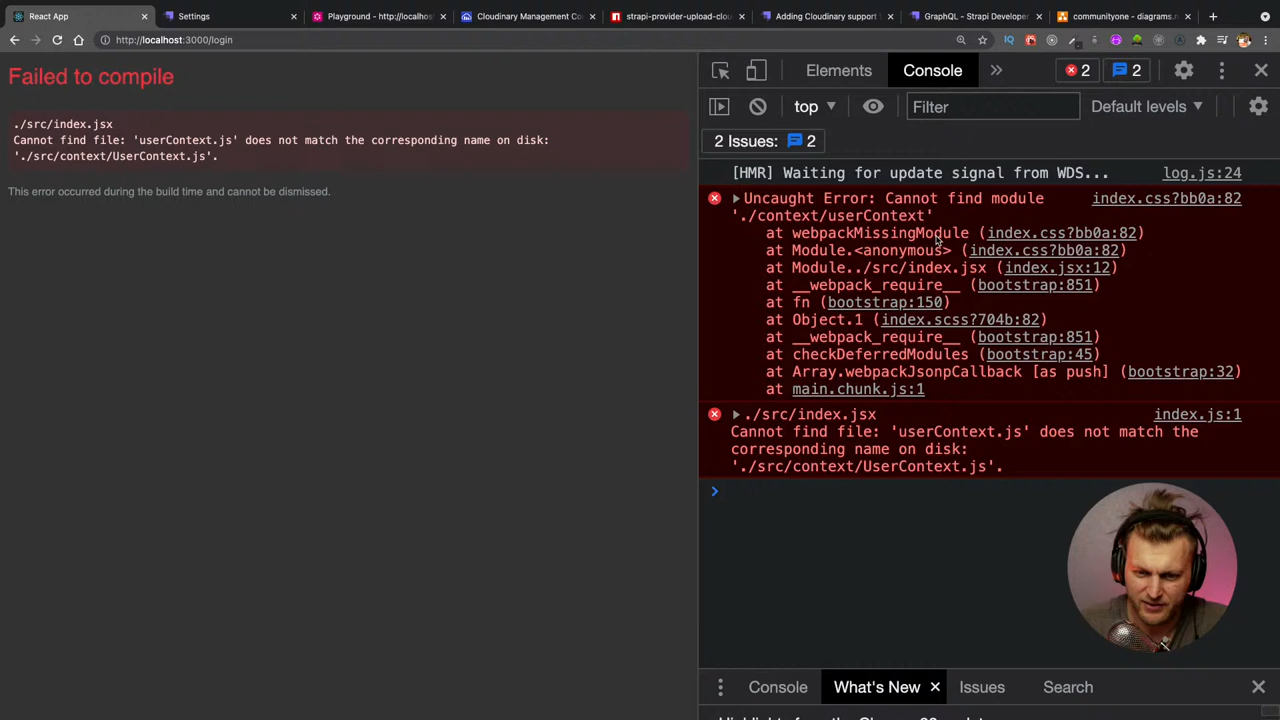 React App
Settings
Playground - http://localhos
Cloudinary Management Co
strapi-provider-upload-clou
Adding Cloudinary support
GraphQL - Strapi Developer
communityone - diagrams.n
http://localhost:3000/login
Failed to compile
./src/index.jsx
Cannot find file: 'userContext.js' does not match the corresponding name on disk:
'./src/context/UserContext.js'.
This error occurred during the build time and cannot be dismissed.
Elements
Console
2
2
top
Filter
Default levels
2 Issues:
2
[HMR] Waiting for update signal from WDS...
log.js:24
Uncaught Error: Cannot find module
index.css?bb0a:82
'./context/userContext'
at webpackMissingModule (index.css?bb0a:82)
at Module.<anonymous> (index.css?bb0a:82)
at Module../src/index.jsx (index.jsx:12)
at __webpack_require__ (bootstrap:851)
at fn (bootstrap:150)
at Object.1 (index.scss?704b:82)
at __webpack_require__ (bootstrap:851)
at checkDeferredModules (bootstrap:45)
at Array.webpackJsonpCallback [as push] (bootstrap:32)
at main.chunk.js:1
./src/index.jsx
index.js:1
Cannot find file: 'userContext.js' does not match the
corresponding name on disk:
'./src/context/UserContext.js'.
Console
What's New
Issues
Search